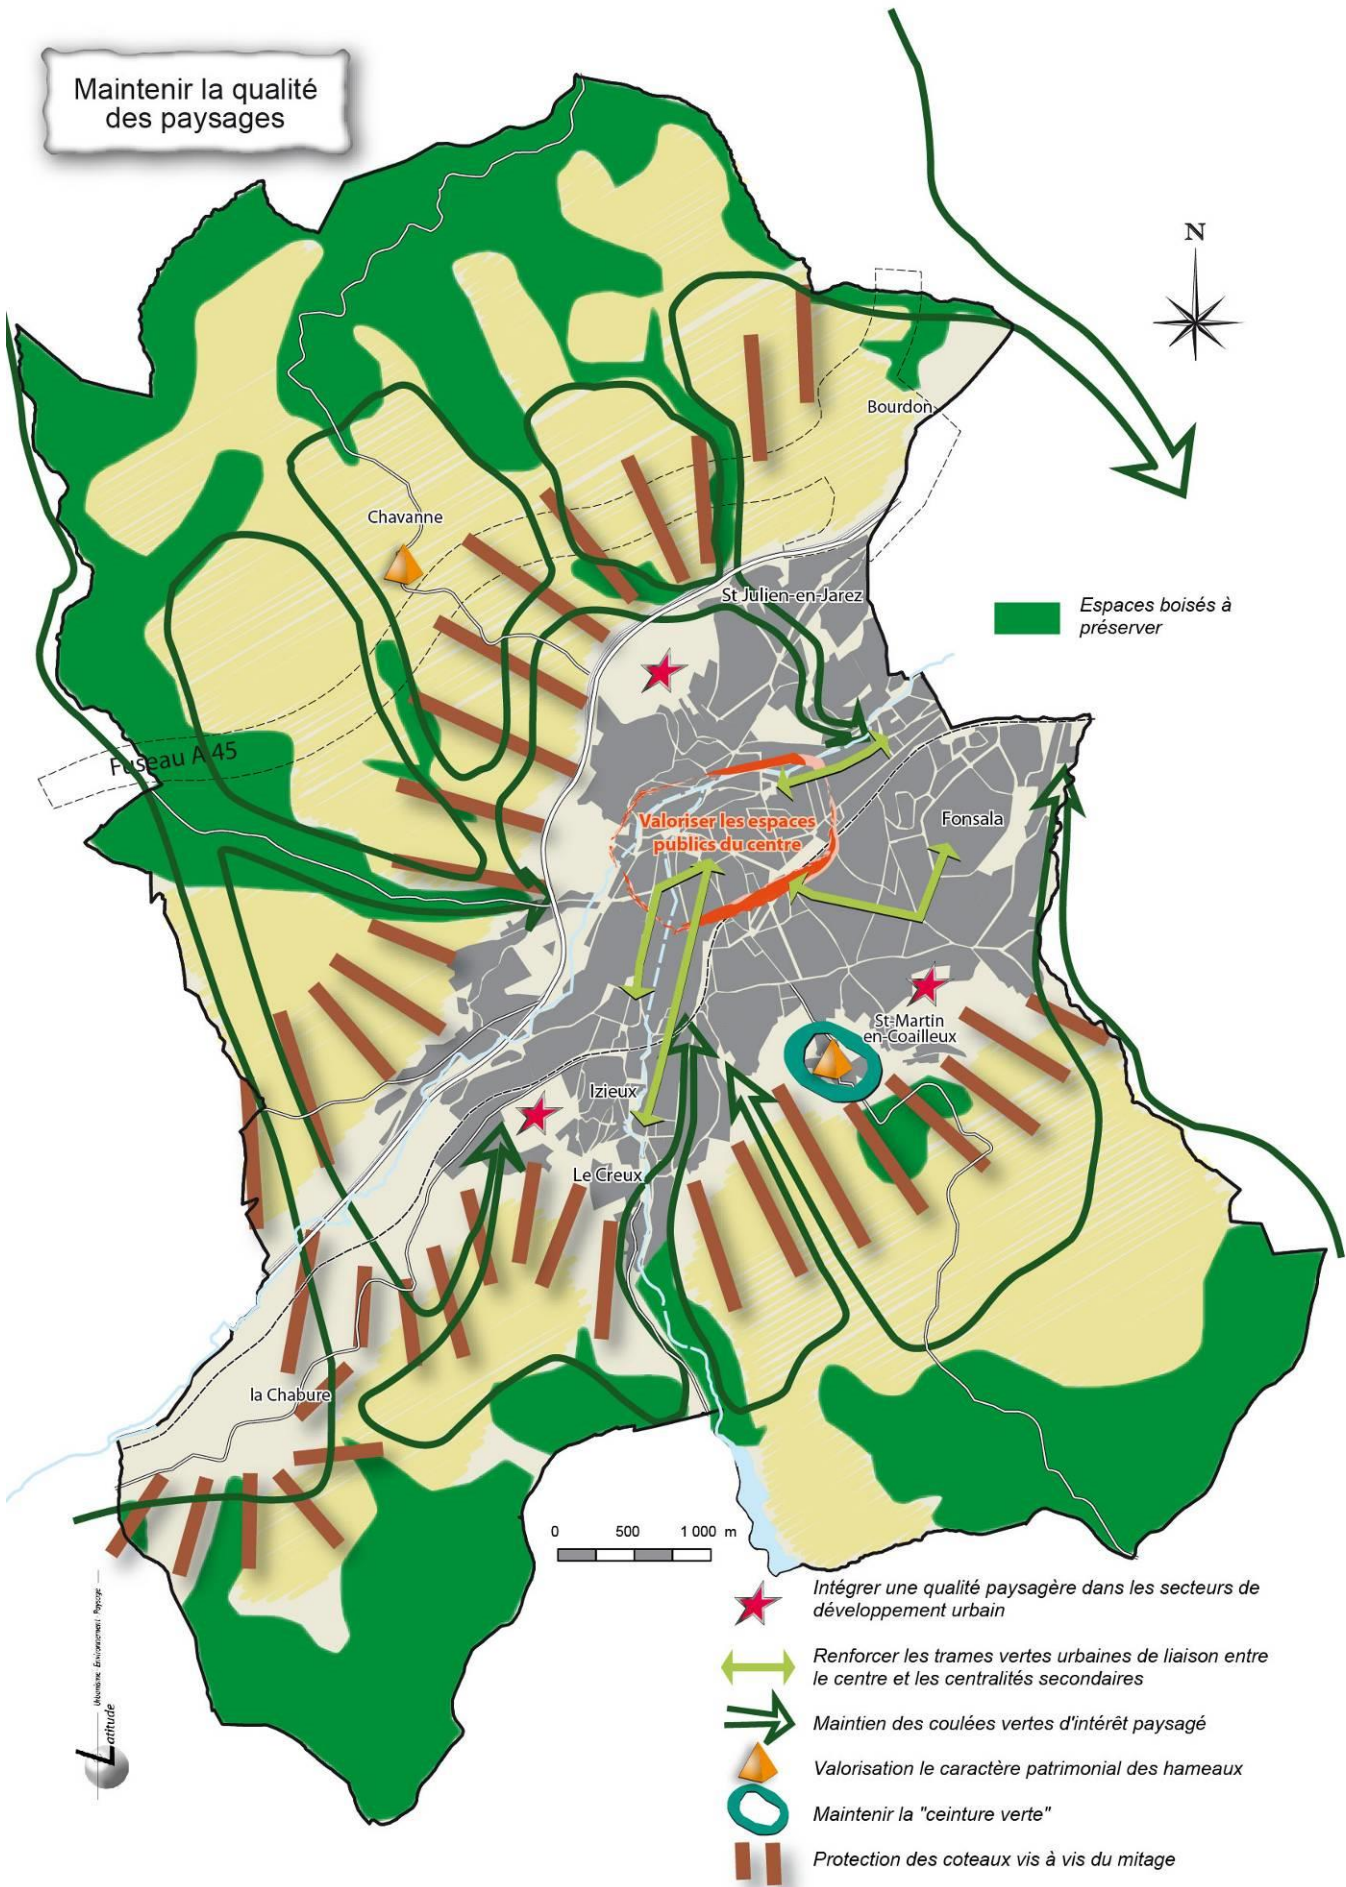 Maintenir la qualité
des paysages
N
Bourdon
Chavanne
St Julien-en-Jarez
Espaces boisés à
préserver
Fuseau A 45
Valoriser les espaces
publics du centre
Fonsala
St-Martin
en-Coailleux
Izieux
Le Creux
la Chabure
0 500 1 000 m
Intégrer une qualité paysagère dans les secteurs de
développement urbain
Renforcer les trames vertes urbaines de liaison entre
le centre et les centralités secondaires
Maintien des coulées vertes d'intérêt paysagé
Valorisation le caractère patrimonial des hameaux
Maintenir la "ceinture verte"
Protection des coteaux vis à vis du mitage
Latitude
Urbanisme Environnement Paysage